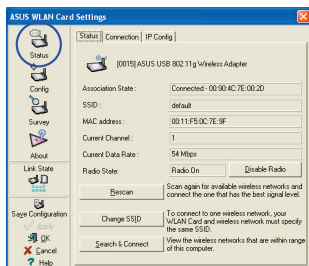 ASUS WLAN Card Settings
Status
Config
Survey
About
Link State
Save Configuration
Apply
OK
Cancel
Help
Status Connection IP Config
[0015] ASUS USB 802.11g Wireless Adapter
Association State : Connected - 00:90:4C:7E:00:2D
SSID : default
MAC address : 00:11:F5:0C:7E:9F
Current Channel : 1
Current Data Rate : 54 Mbps
Radio State: Radio On Disable Radio
Rescan Scan again for available wireless networks and
connect the one that has the best signal level.
Change SSID To connect to one wireless network, your
WLAN Card and wireless network must specify
the same SSID.
Search & Connect View the wireless networks that are within range
of this computer.